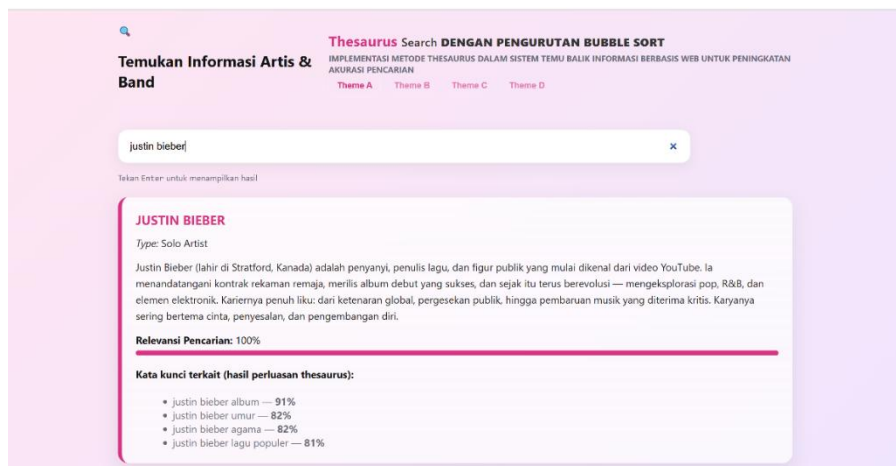 Temukan Informasi Artis &
Band
Thesaurus Search DENGAN PENGURUTAN BUBBLE SORT
IMPLEMENTASI METODE THESAURUS DALAM SISTEM TEMU BALIK INFORMASI BERBASIS WEB UNTUK PENINGKATAN
AKURASI PENCARIAN
Theme A Theme B Theme C Theme D
justin bieber ×
Tekan Enter untuk menampilkan hasil
JUSTIN BIEBER
Type: Solo Artist
Justin Bieber (lahir di Stratford, Kanada) adalah penyanyi, penulis lagu, dan figur publik yang mulai dikenal dari video YouTube. Ia
menandatangani kontrak rekaman remaja, merilis album debut yang sukses, dan sejak itu terus berevolusi — mengeksplorasi pop, R&B, dan
elemen elektronik. Kariernya penuh liku: dari ketenaran global, pergesekan publik, hingga pembaruan musik yang diterima kritis. Karyanya
sering bertema cinta, penyesalan, dan pengembangan diri.
Relevansi Pencarian: 100%
Kata kunci terkait (hasil perluasan thesaurus):
• justin bieber album — 91%
• justin bieber umur — 82%
• justin bieber agama — 82%
• justin bieber lagu populer — 81%